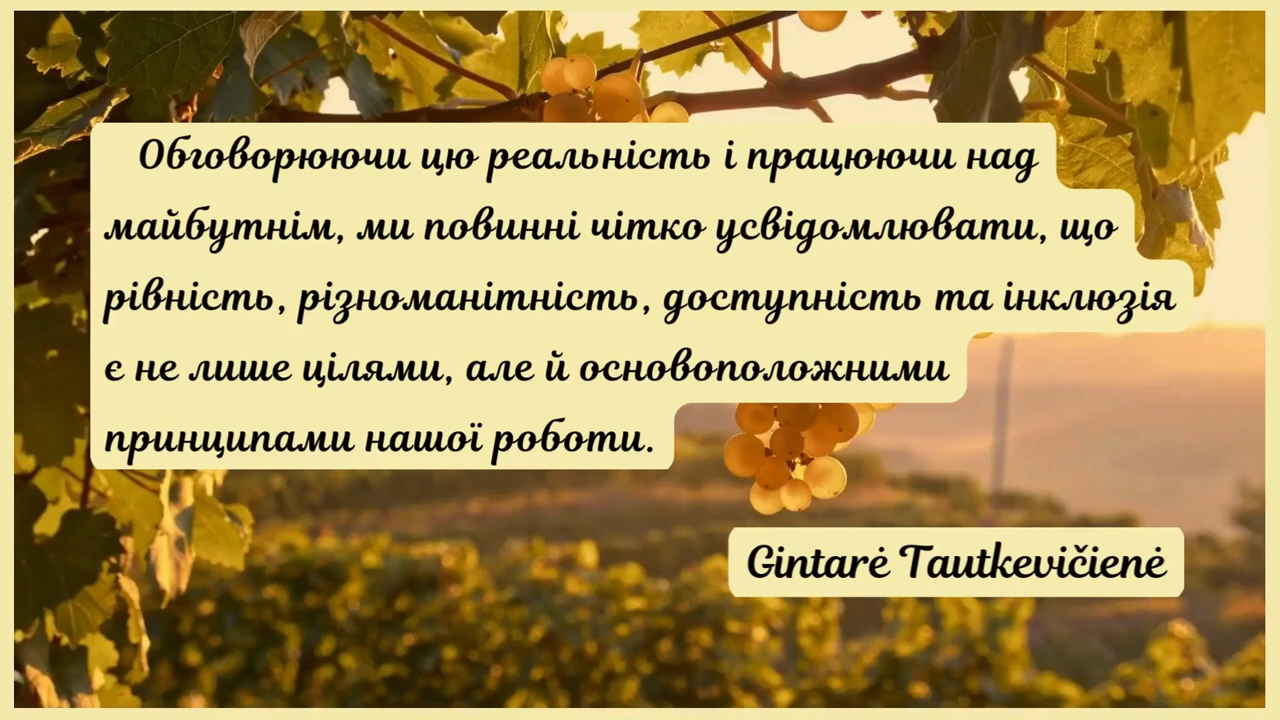 Обговорюючи цю реальність і працюючи над
майбутнім, ми повинні чітко усвідомлювати, що
рівність, різноманітність, доступність та інклюзія
є не лише цілями, але й основоположними
принципами нашої роботи.
Gintarė Tautkevičienė